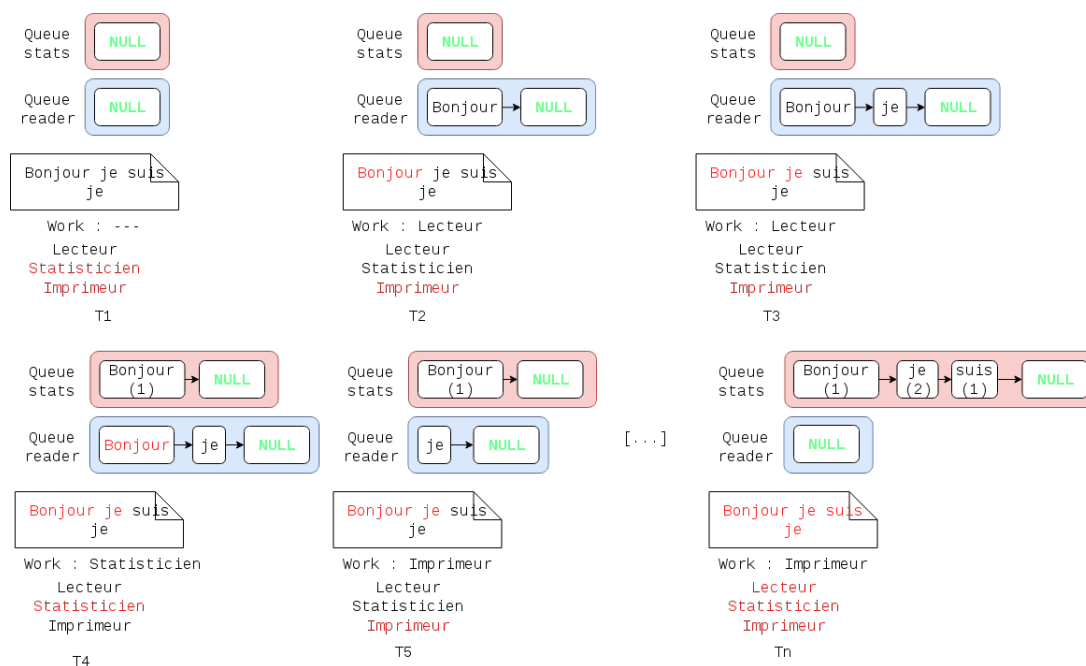 Queue
stats
NULL
Queue
reader
NULL
Bonjour je suis
je
Work : ---
Lecteur
Statisticien
Imprimeur
T1
Queue
stats
NULL
Queue
reader
Bonjour
NULL
Bonjour je suis
je
Work : Lecteur
Lecteur
Statisticien
Imprimeur
T2
Queue
stats
NULL
Queue
reader
Bonjour
je
NULL
Bonjour je suis
je
Work : Lecteur
Lecteur
Statisticien
Imprimeur
T3
Queue
stats
Bonjour
(1)
NULL
Queue
reader
Bonjour
je
NULL
Bonjour je suis
je
Work : Statisticien
Lecteur
Statisticien
Imprimeur
T4
Queue
stats
Bonjour
(1)
NULL
Queue
reader
je
NULL
Bonjour je suis
je
Work : Imprimeur
Lecteur
Statisticien
Imprimeur
T5
[...]
Queue
stats
Bonjour
(1)
je
(2)
suis
(1)
NULL
Queue
reader
NULL
Bonjour je suis
je
Work : Imprimeur
Lecteur
Statisticien
Imprimeur
Tn